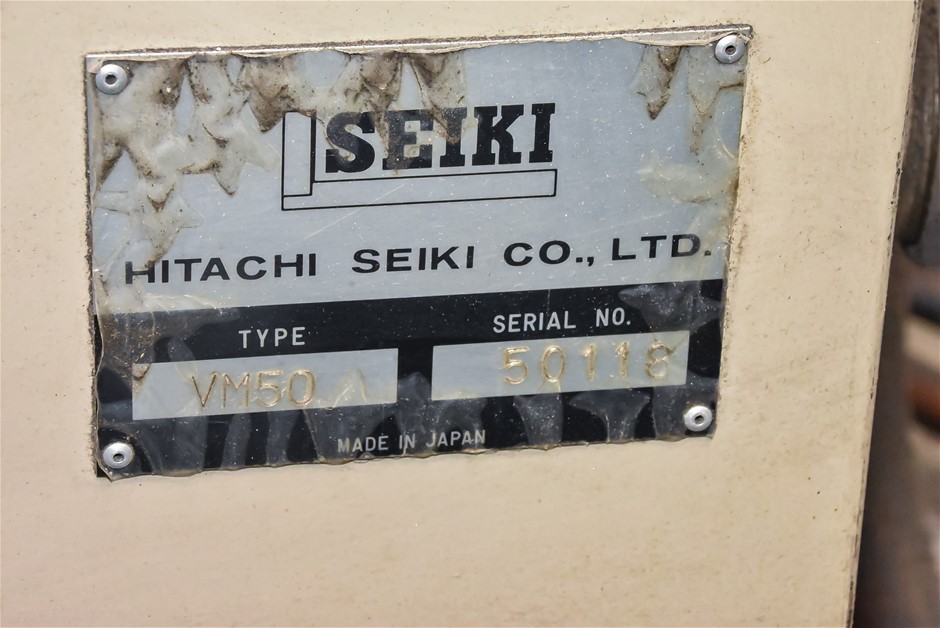 SEIKI
HITACHI SEIKI CO., LTD.
TYPE
VM50
SERIAL NO.
50118
MADE IN JAPAN